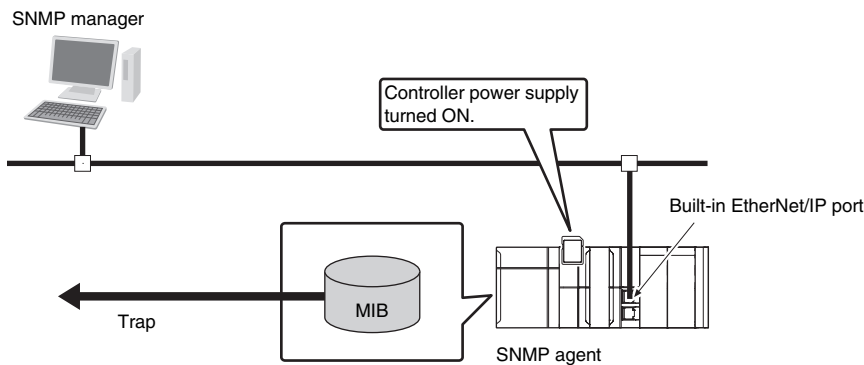 SNMP manager
Controller power supply
turned ON.
Built-in EtherNet/IP port
MIB
Trap
SNMP agent